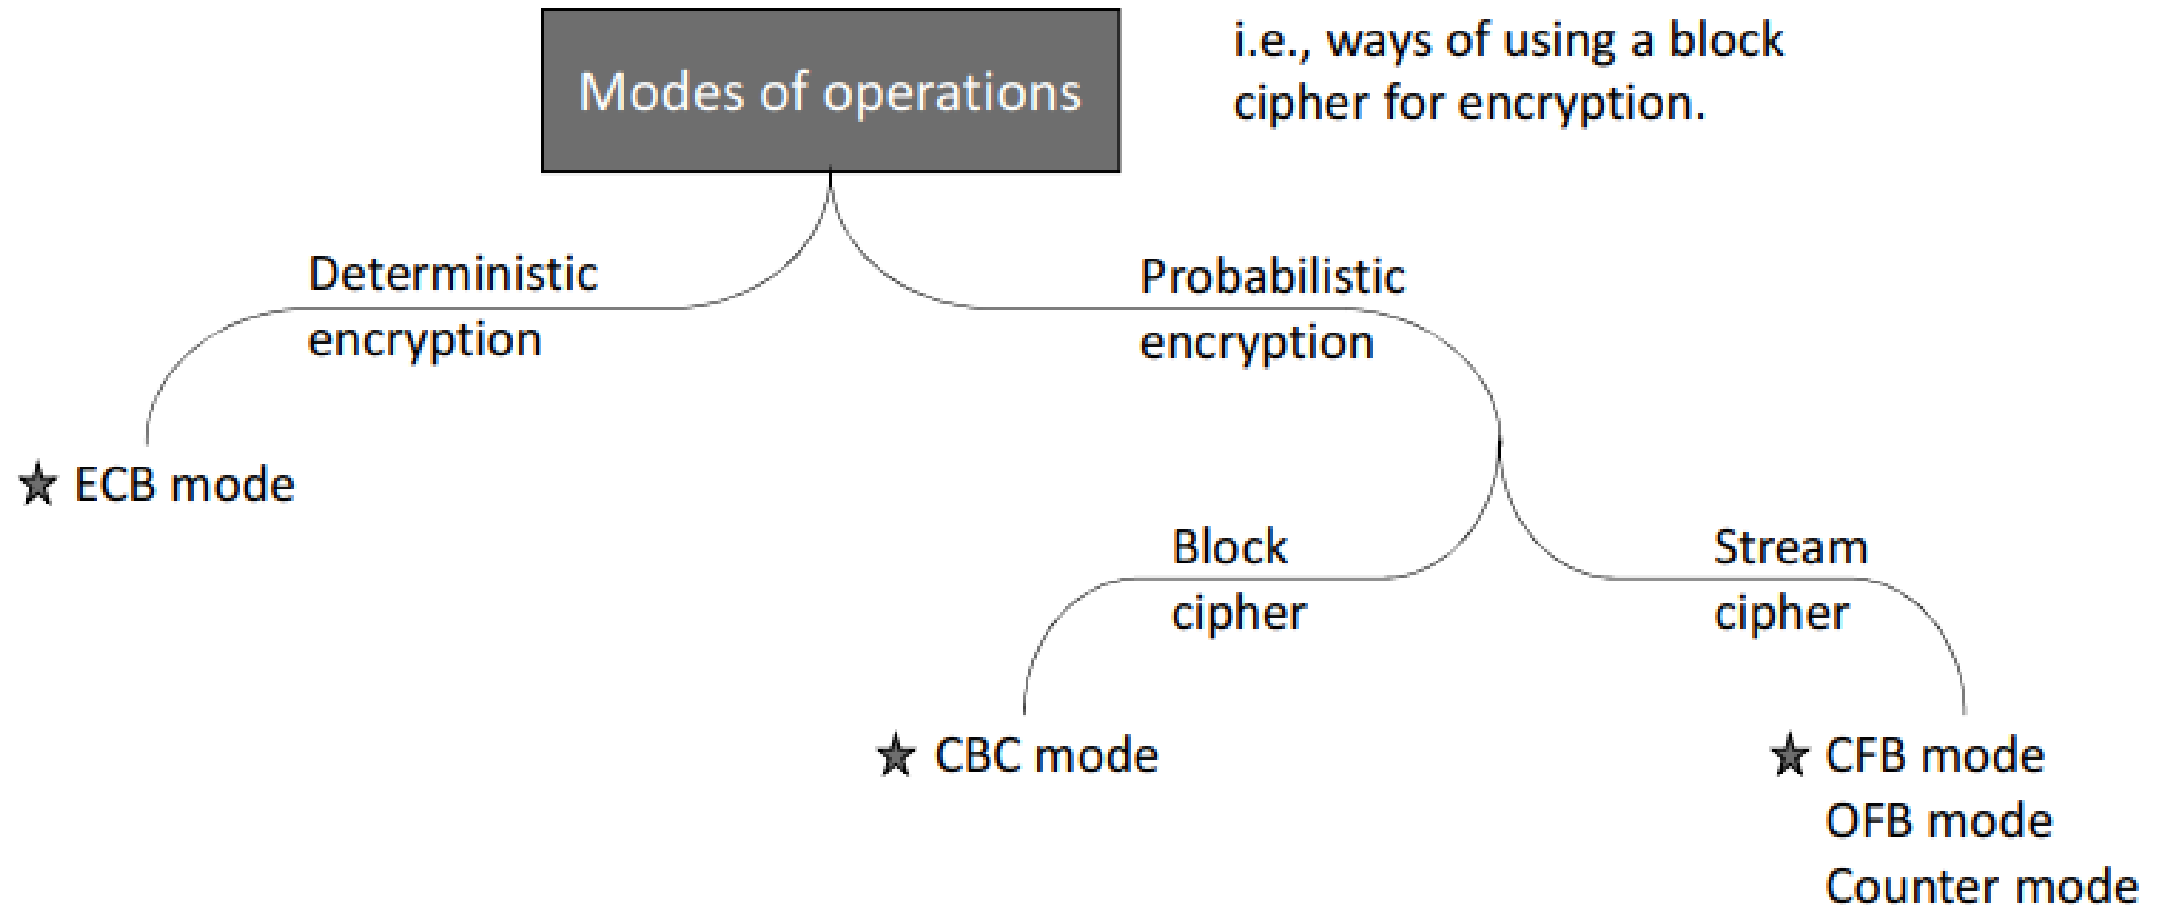 Modes of operations
i.e., ways of using a block
cipher for encryption.
Deterministic
encryption
Probabilistic
encryption
★ ECB mode
Block
cipher
Stream
cipher
★ CBC mode
★ CFB mode
OFB mode
Counter mode